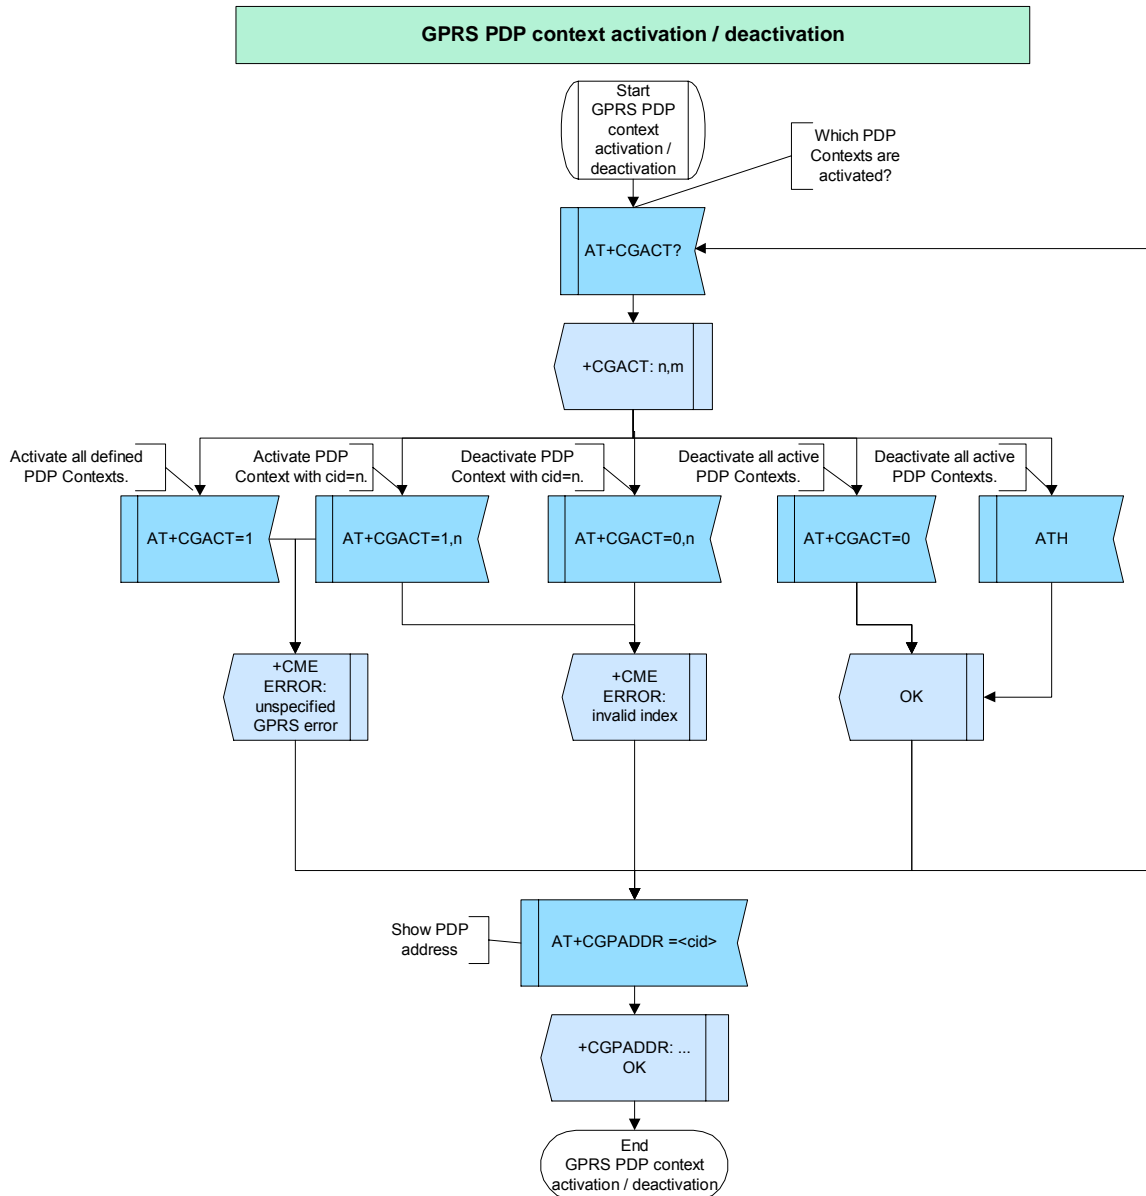 GPRS PDP context activation / deactivation
Start
GPRS PDP
context
activation /
deactivation
Which PDP
Contexts are
activated?
AT+CGACT?
+CGACT: n,m
Activate all defined
PDP Contexts.
Activate PDP
Context with cid=n.
Deactivate PDP
Context with cid=n.
Deactivate all active
PDP Contexts.
Deactivate all active
PDP Contexts.
AT+CGACT=1
AT+CGACT=1,n
AT+CGACT=0,n
AT+CGACT=0
ATH
+CME
ERROR:
unspecified
GPRS error
+CME
ERROR:
invalid index
OK
Show PDP
address
AT+CGPADDR =<cid>
+CGPADDR: ...
OK
End
GPRS PDP context
activation / deactivation